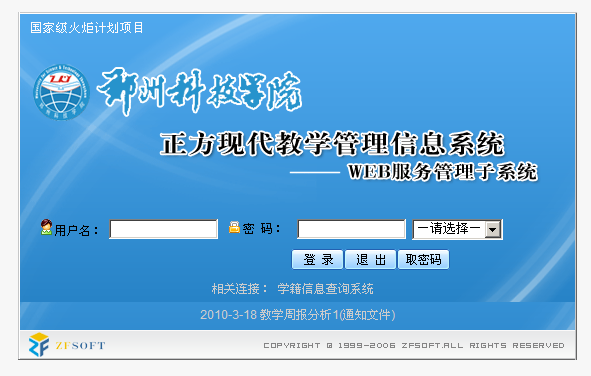 国家级火炬计划项目
郑州科技学院
正方现代教学管理信息系统
——WEB服务管理子系统
用户名： 密 码： —请选择—
登 录 退 出 取密码
相关连接： 学籍信息查询系统
2010-3-18 教学周报分析1(通知文件)
ZFSOFT COPYRIGHT @ 1999-2006 ZFSOFT.ALL RIGHTS RESERVED